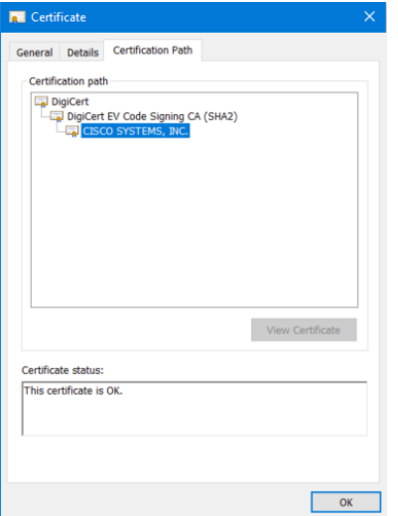 Certificate
General Details Certification Path
Certification path
DigiCert
DigiCert EV Code Signing CA (SHA2)
CISCO SYSTEMS, INC.
View Certificate
Certificate status:
This certificate is OK.
OK